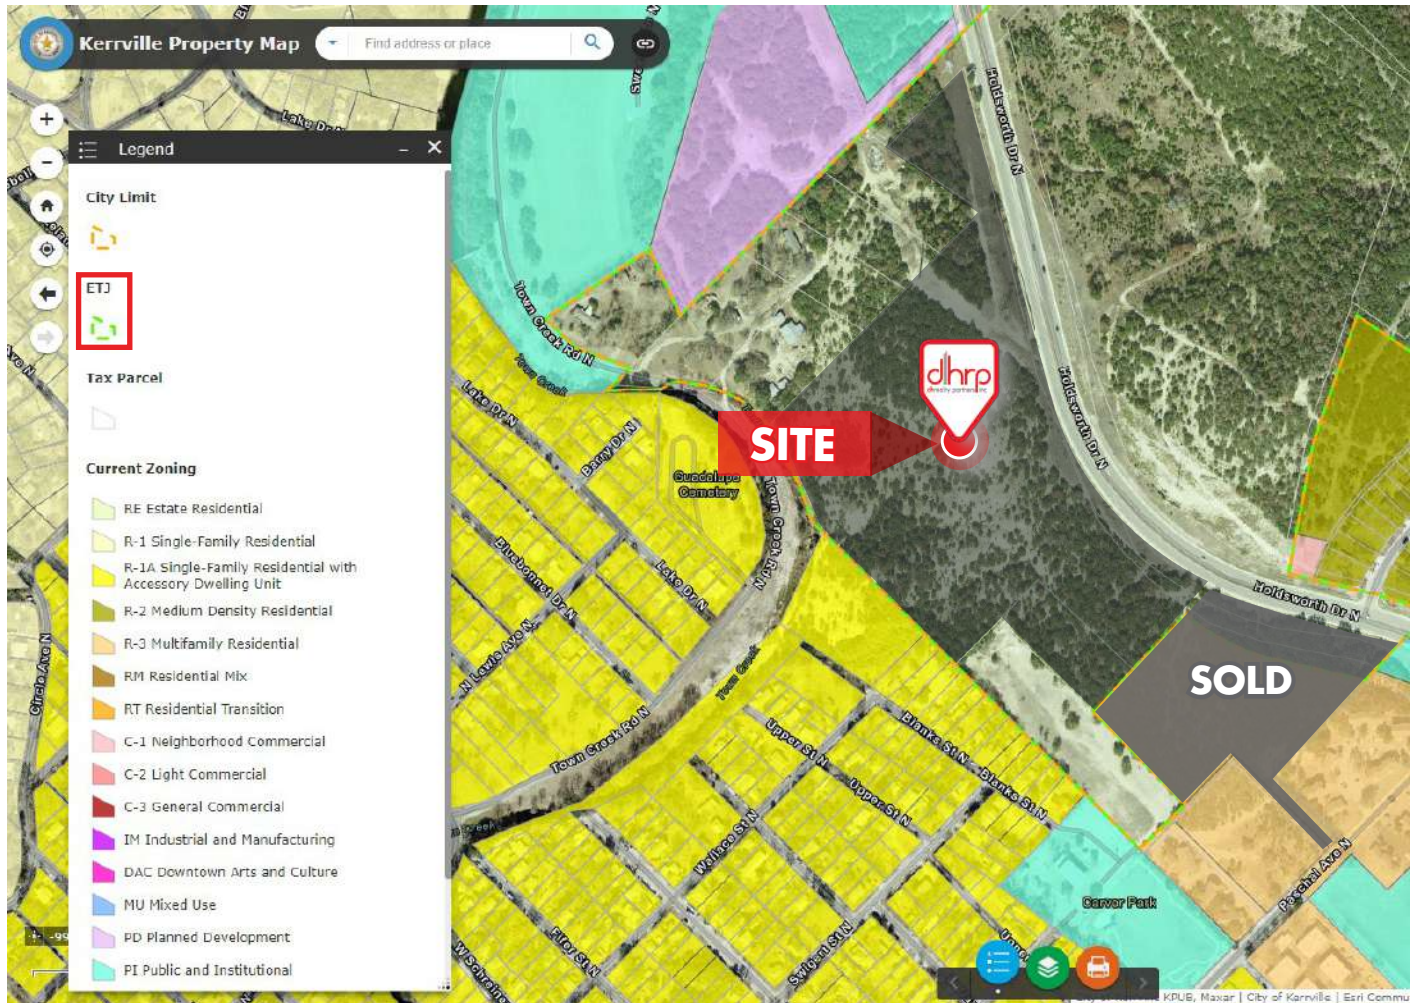 Kerrville Property Map
Find address or place
Legend
City Limit
ETJ
Tax Parcel
Current Zoning
RE Estate Residential
R-1 Single-Family Residential
R-1A Single-Family Residential with
Accessory Dwelling Unit
R-2 Medium Density Residential
R-3 Multifamily Residential
RM Residential Mix
RT Residential Transition
C-1 Neighborhood Commercial
C-2 Light Commercial
C-3 General Commercial
IM Industrial and Manufacturing
DAC Downtown Arts and Culture
MU Mixed Use
PD Planned Development
PI Public and Institutional
Lake Dr N
Holdsworth Dr N
Town Creek Rd N
Town Creek
Lake Dr N
Barry Dr N
dhrp
SITE
Guadalupe
Cemetery
Holdsworth Dr N
Town Creek Rd N
Bluebonnet Dr N
Lake Dr N
N Lewis Ave N
Holdsworth Dr N
Circle Ave N
Town Creek
SOLD
Town Creek Rd N
Upper St N
Blanks St N
Blanks St N
Upper St N
Wallace St N
Paschal Ave N
Carver Park
Fifer St N
Swigert St N
W Schreiner
KPUB, Maxar | City of Kerrville | Esri Commu